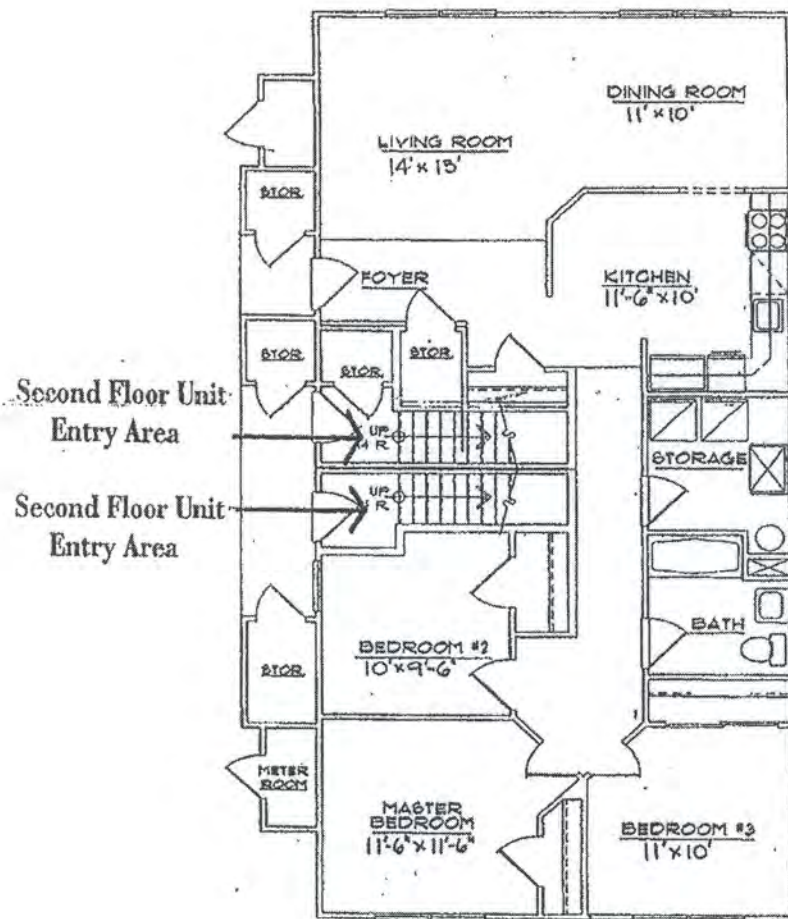 DINING ROOM
11' x 10'
LIVING ROOM
14' x 13'
STOR.
FOYER
KITCHEN
11'-6" x 10'
STOR.
STOR.
STOR.
Second Floor Unit
Entry Area
UP
R
STORAGE
Second Floor Unit
Entry Area
UP
R
BATH
BEDROOM #2
10' x 9'-6"
STOR.
METER
ROOM
MASTER
BEDROOM
11'-6" x 11'-6"
BEDROOM #3
11' x 10'